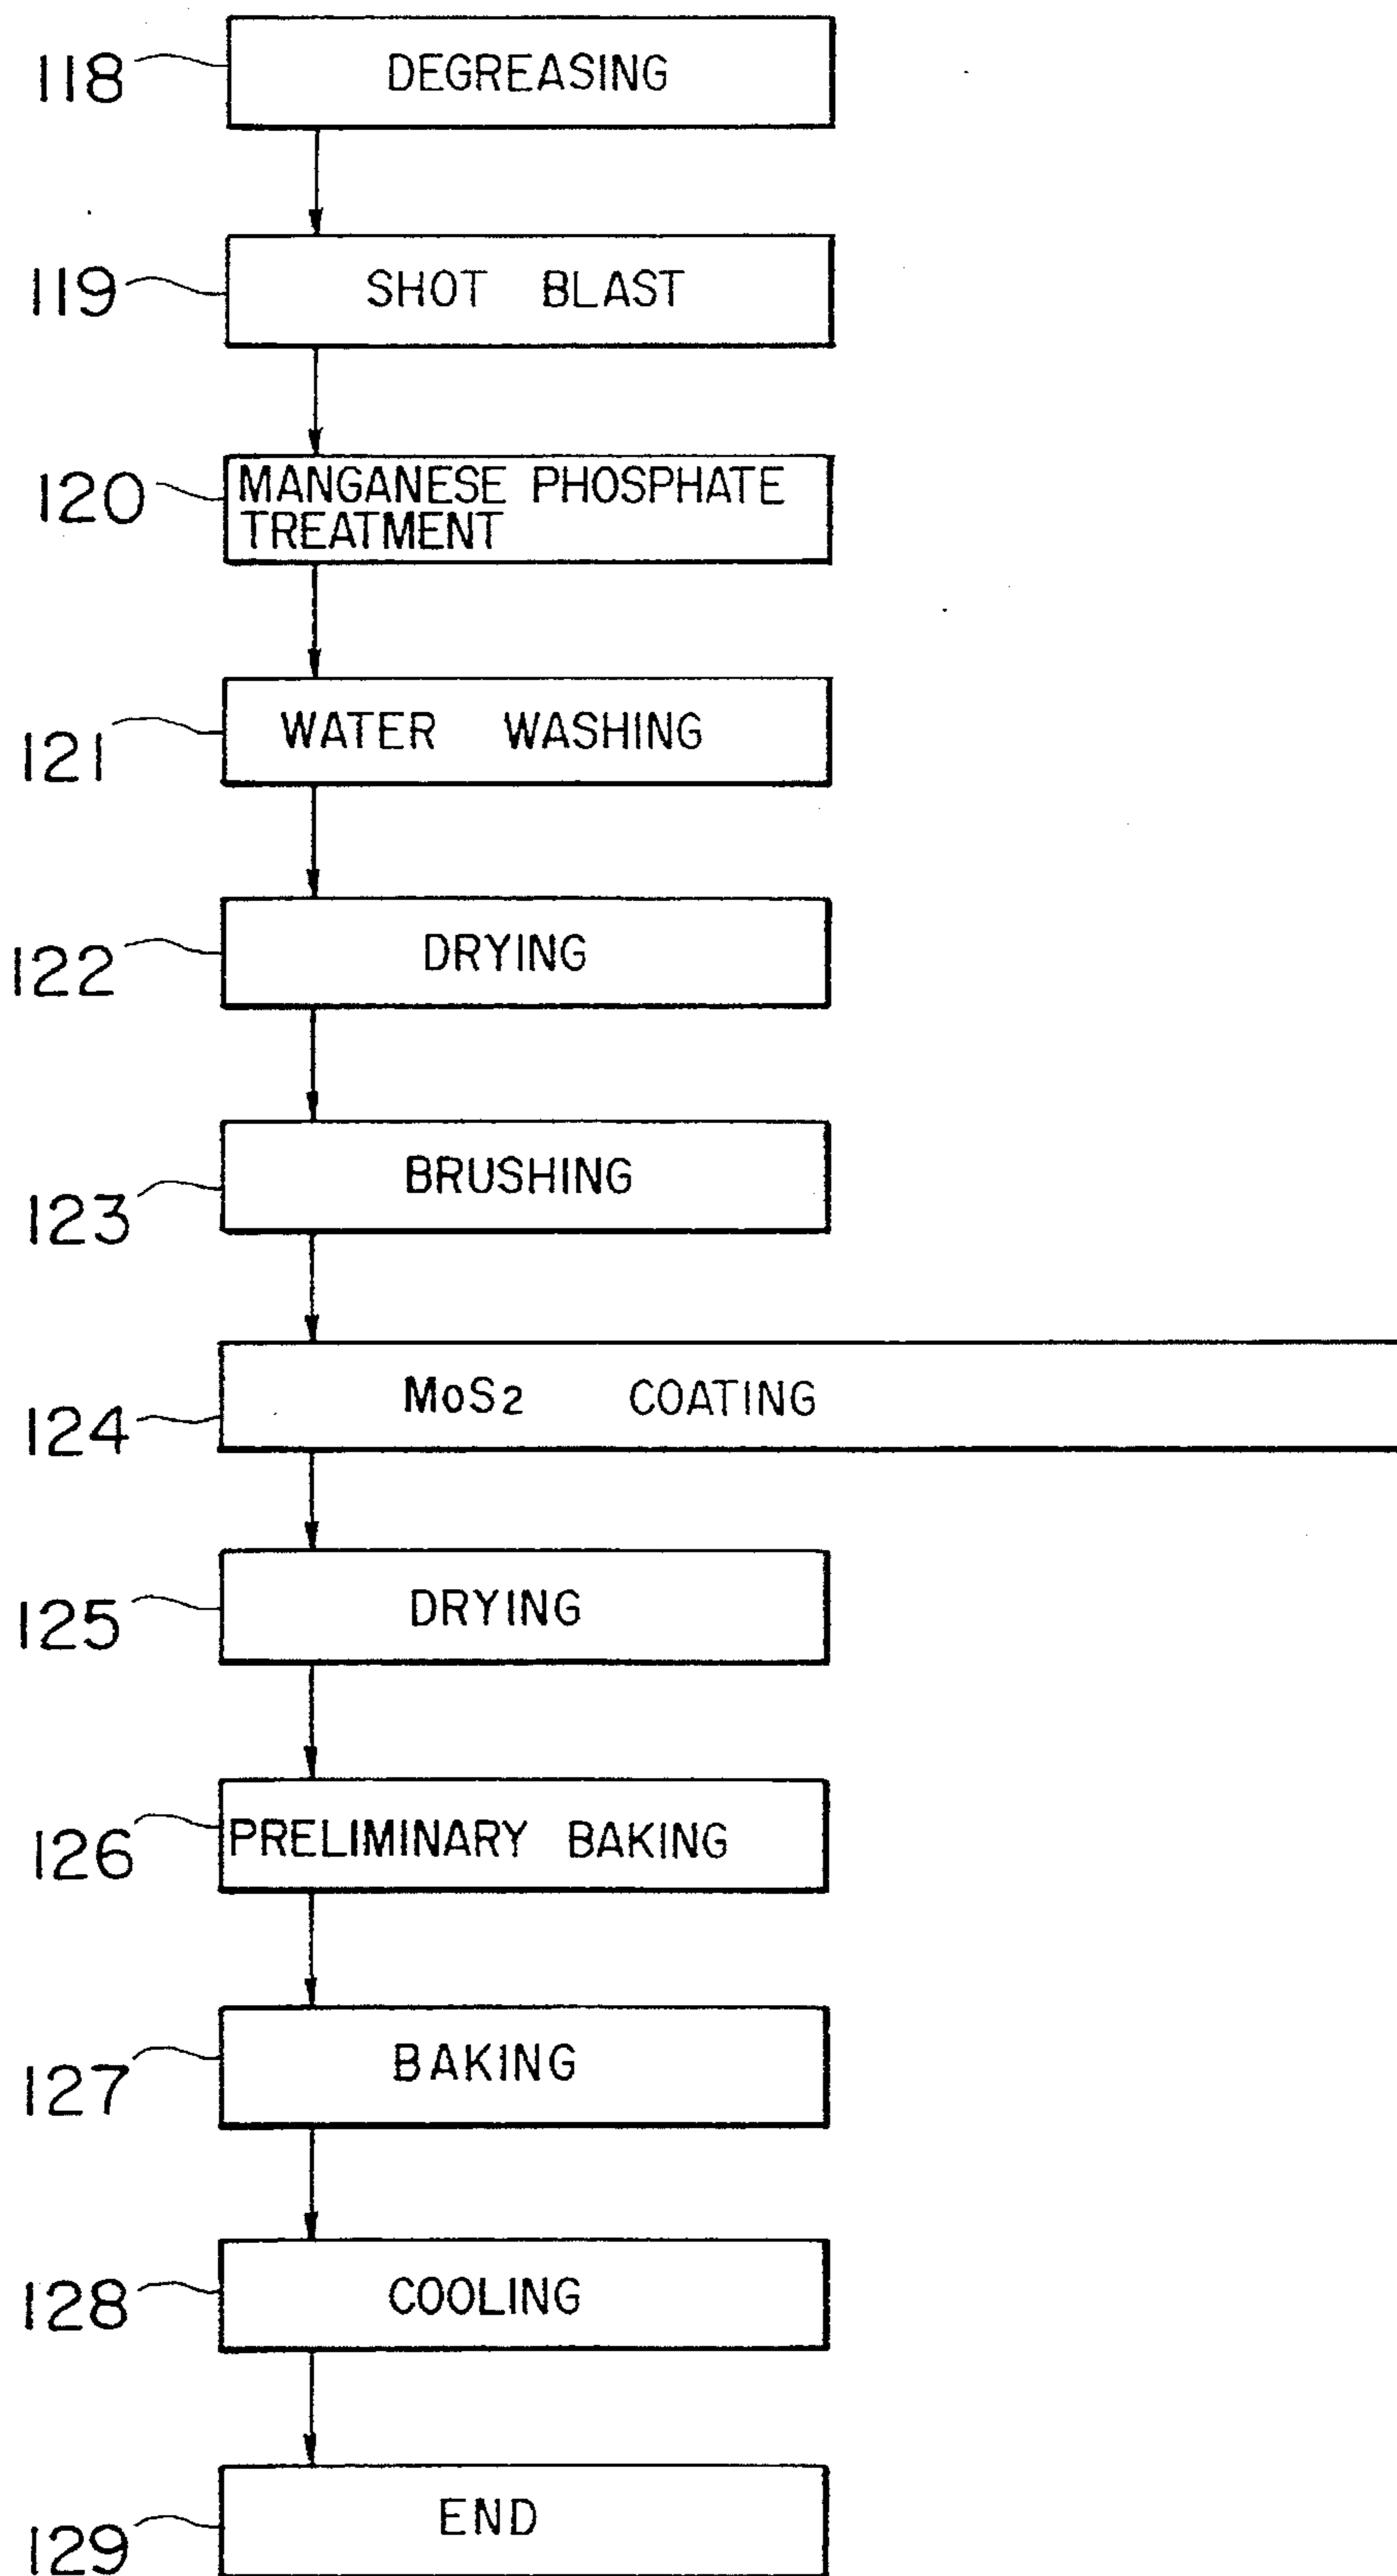 118 DEGREASING
119 SHOT BLAST
120 MANGANESE PHOSPHATE
TREATMENT
121 WATER WASHING
122 DRYING
123 BRUSHING
124 MoS2 COATING
125 DRYING
126 PRELIMINARY BAKING
127 BAKING
128 COOLING
129 END